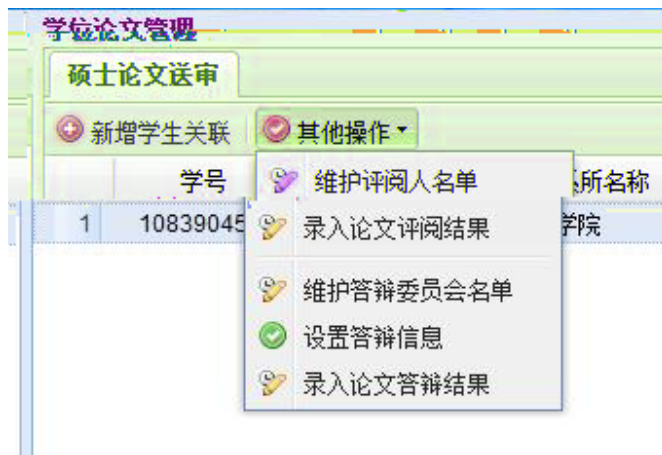 学位论文管理
硕士论文送审
新增学生关联 其他操作
学号 所名称
1 10839045 学院
维护评阅人名单
录入论文评阅结果
维护答辩委员会名单
设置答辩信息
录入论文答辩结果